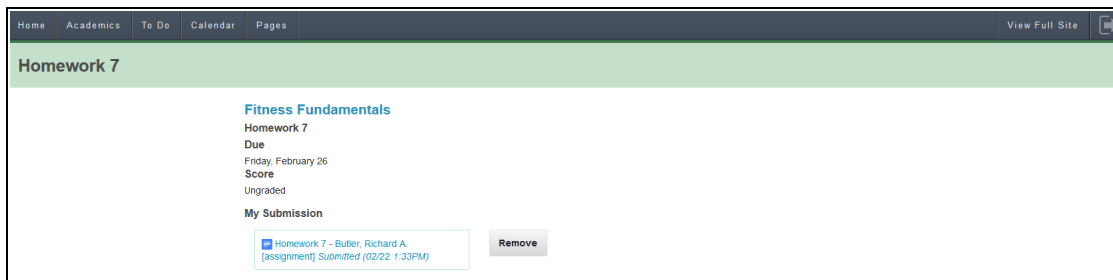 Home Academics To Do Calendar Pages View Full Site
Homework 7
Fitness Fundamentals
Homework 7
Due
Friday, February 26
Score
Ungraded
My Submission
Homework 7 - Butler, Richard A.
[assignment] Submitted (02/22 1:33PM)
Remove